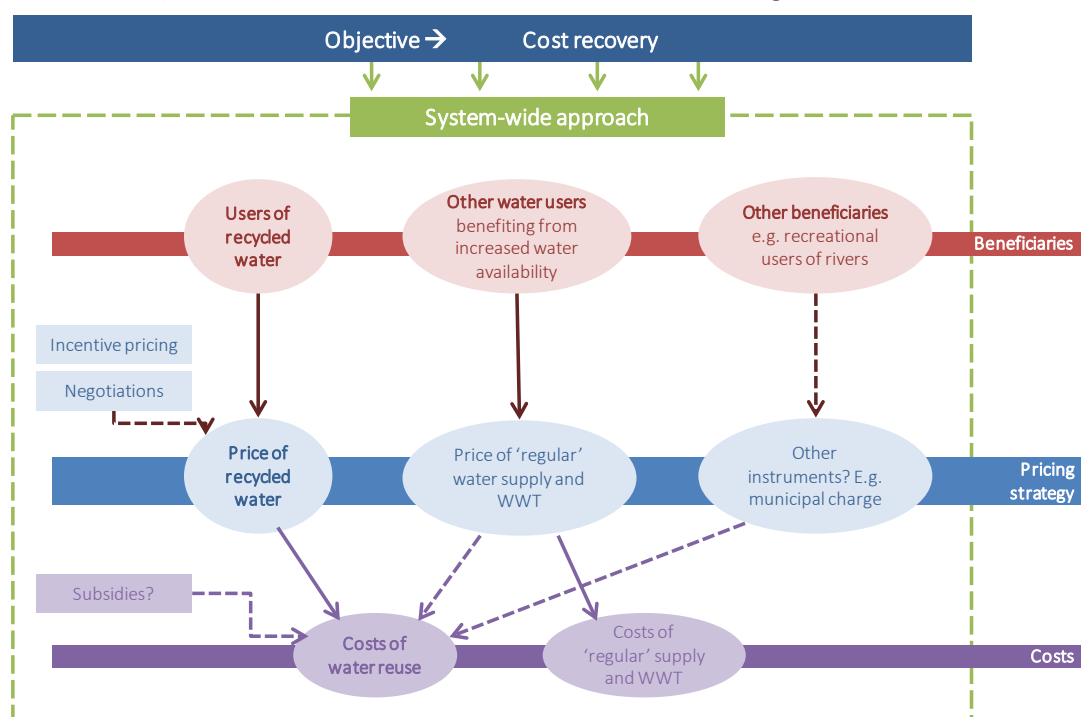 Objective → Cost recovery
System-wide approach
Users of
recycled
water
Other water users
benefiting from
increased water
availability
Other beneficiaries
e.g. recreational
users of rivers
Beneficiaries
Incentive pricing
Negotiations
Price of
recycled
water
Price of ‘regular’
water supply and
WWT
Other
instruments? E.g.
municipal charge
Pricing
strategy
Subsidies?
Costs of
water reuse
Costs of
‘regular’ supply
and WWT
Costs